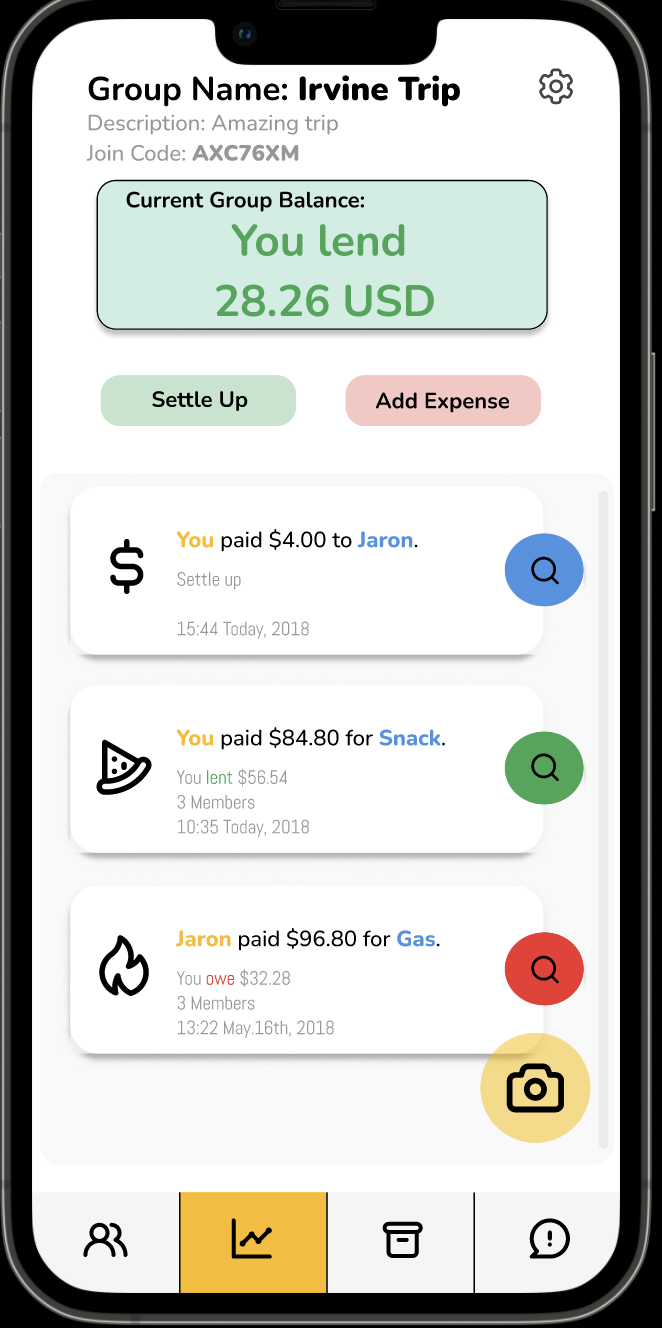 Group Name: Irvine Trip
Description: Amazing trip
Join Code: AXC76XM
Current Group Balance:
You lend
28.26 USD
Settle Up
Add Expense
You paid $4.00 to Jaron.
Settle up
15:44 Today, 2018
You paid $84.80 for Snack.
You lent $56.54
3 Members
10:35 Today, 2018
Jaron paid $96.80 for Gas.
You owe $32.28
3 Members
13:22 May.16th, 2018